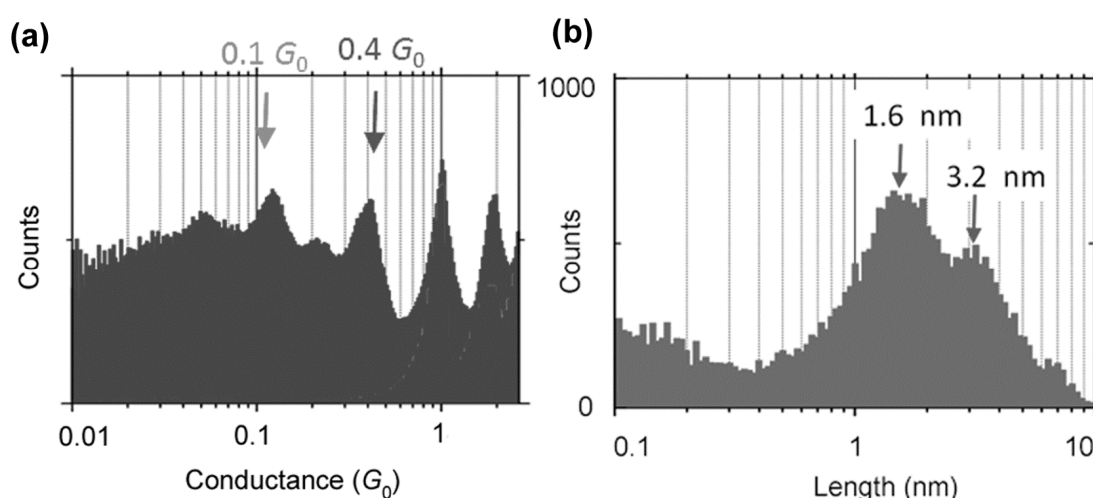 (a)
0.1 G₀
0.4 G₀
Counts
0.01
0.1
1
Conductance (G₀)
(b)
1000
1.6 nm
3.2 nm
Counts
0
0.1
1
10
Length (nm)